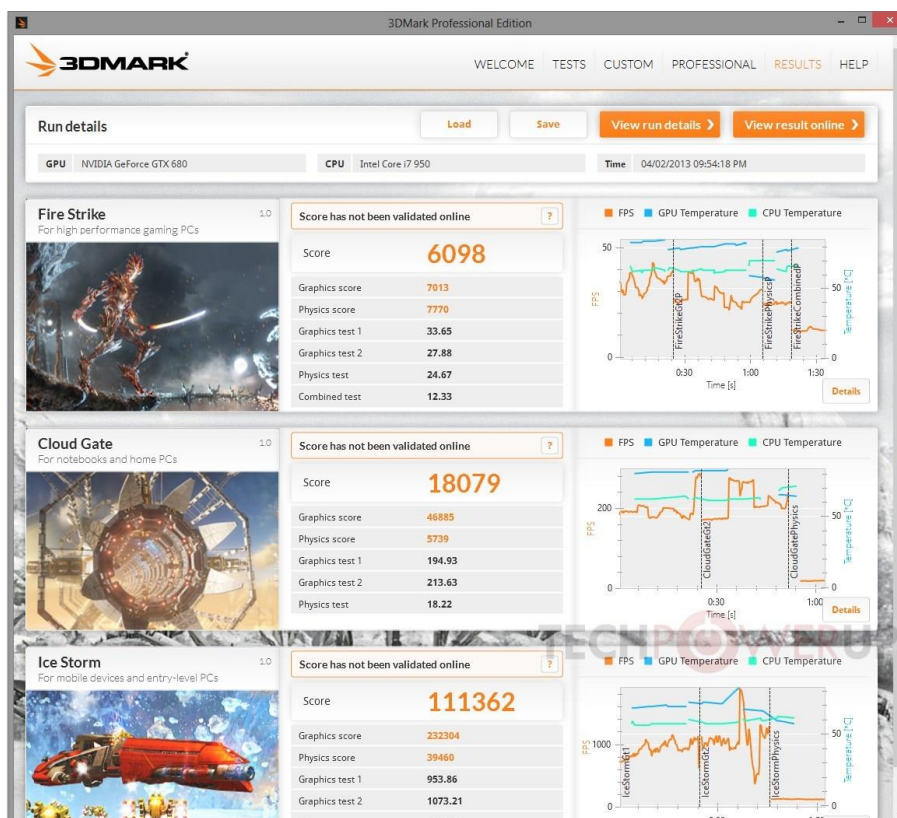 3DMark Professional Edition
3DMARK
WELCOME TESTS CUSTOM PROFESSIONAL RESULTS HELP
Run details
Load Save View run details View result online
GPU NVIDIA GeForce GTX 680 CPU Intel Core i7 950 Time 04/02/2013 09:54:18 PM
Fire Strike 1.0
For high performance gaming PCs
Score has not been validated online ?
Score 6098
Graphics score 7013
Physics score 7770
Graphics test 1 33.65
Graphics test 2 27.88
Physics test 24.67
Combined test 12.33
FPS GPU Temperature CPU Temperature
50
0
FPS
FireStrikeGt2P
FireStrikePhysicsP
FireStrikeCombinedP
50
0
Temperature [°C]
0:30 1:00 1:30
Time [s]
Details
Cloud Gate 1.0
For notebooks and home PCs
Score has not been validated online ?
Score 18079
Graphics score 46885
Physics score 5739
Graphics test 1 194.93
Graphics test 2 213.63
Physics test 18.22
FPS GPU Temperature CPU Temperature
200
0
FPS
CloudGateGt2
CloudGatePhysics
50
0
Temperature [°C]
0:30 1:00
Time [s]
Details
TECHPOWERUP
Ice Storm 1.0
For mobile devices and entry-level PCs
Score has not been validated online ?
Score 111362
Graphics score 232304
Physics score 39460
Graphics test 1 953.86
Graphics test 2 1073.21
FPS GPU Temperature CPU Temperature
1000
0
FPS
IceStormGt1
IceStormGt2
IceStormPhysics
50
0
Temperature [°C]